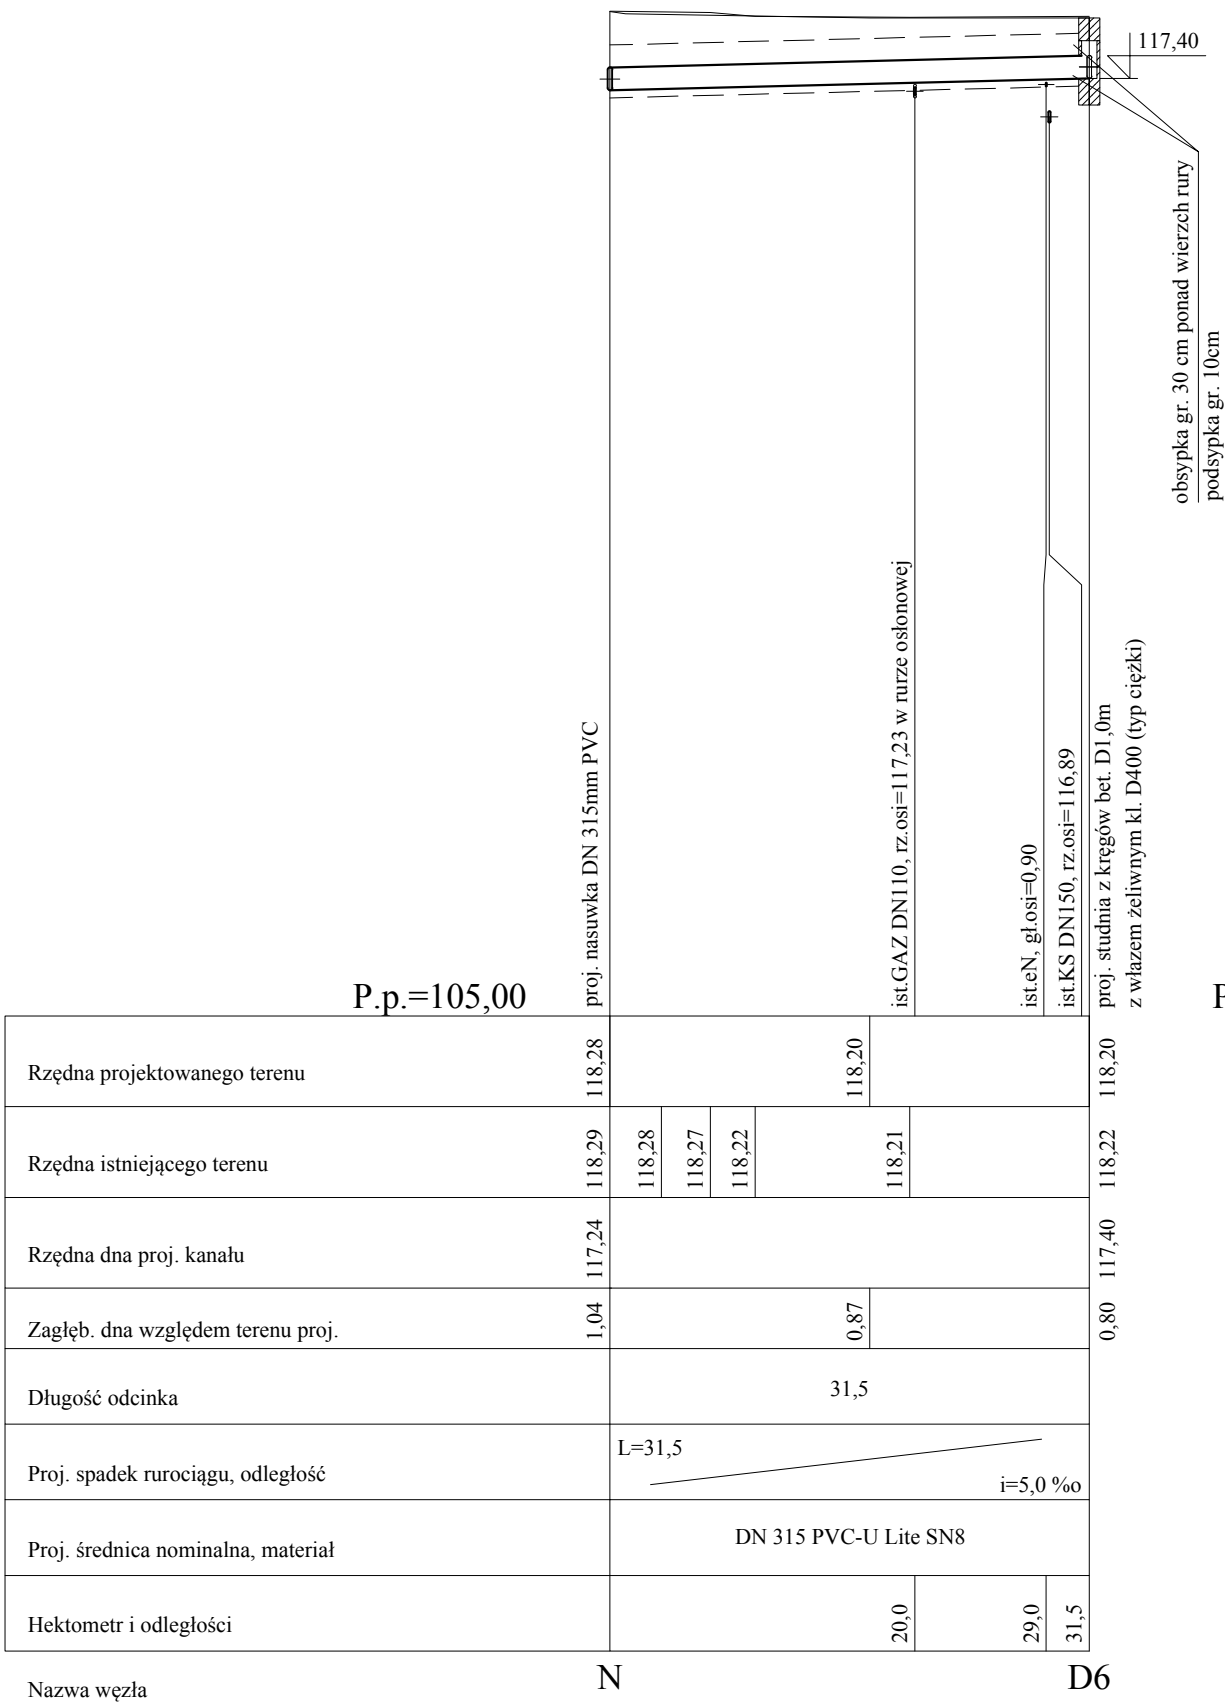 117,40
obsypka gr. 30 cm ponad wierzch rury
podsypka gr. 10cm
proj. nasuwka DN 315mm PVC
ist.GAZ DN110, rz.osi=117,23 w rurze osłonowej
ist.eN, gł.osi=0,90
ist.KS DN150, rz.osi=116,89
proj. studnia z kręgów bet. D1,0m
z włazem żeliwnym kl. D400 (typ ciężki)
P.p.=105,00
P
Rzędna projektowanego terenu
118,28
118,20
118,20
Rzędna istniejącego terenu
118,29
118,28
118,27
118,22
118,21
118,22
Rzędna dna proj. kanału
117,24
117,40
Zagłęb. dna względem terenu proj.
1,04
0,87
0,80
Długość odcinka
31,5
Proj. spadek rurociągu, odległość
L=31,5
i=5,0 %o
Proj. średnica nominalna, materiał
DN 315 PVC-U Lite SN8
Hektometr i odległości
20,0
29,0
31,5
Nazwa węzła
N
D6